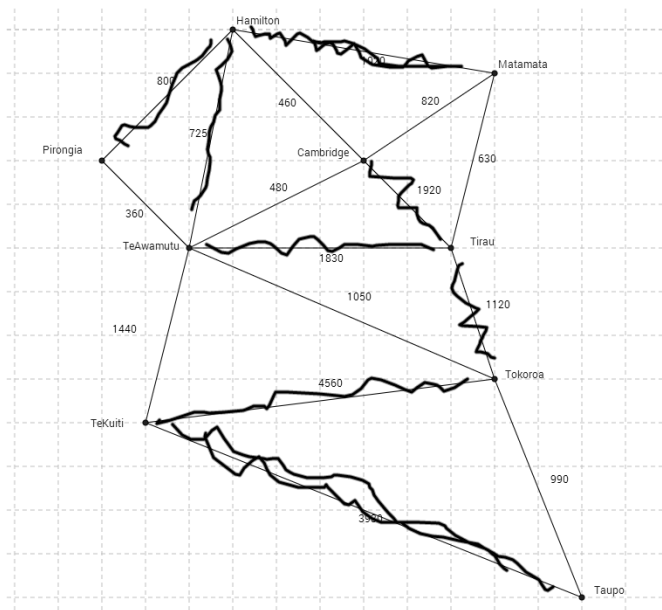 Hamilton
Matamata
800
460
820
725
Pirongia
Cambridge
630
480
1920
360
TeAwamutu
Tirau
1830
1050
1120
1440
Tokoroa
4560
TeKuiti
990
Taupo